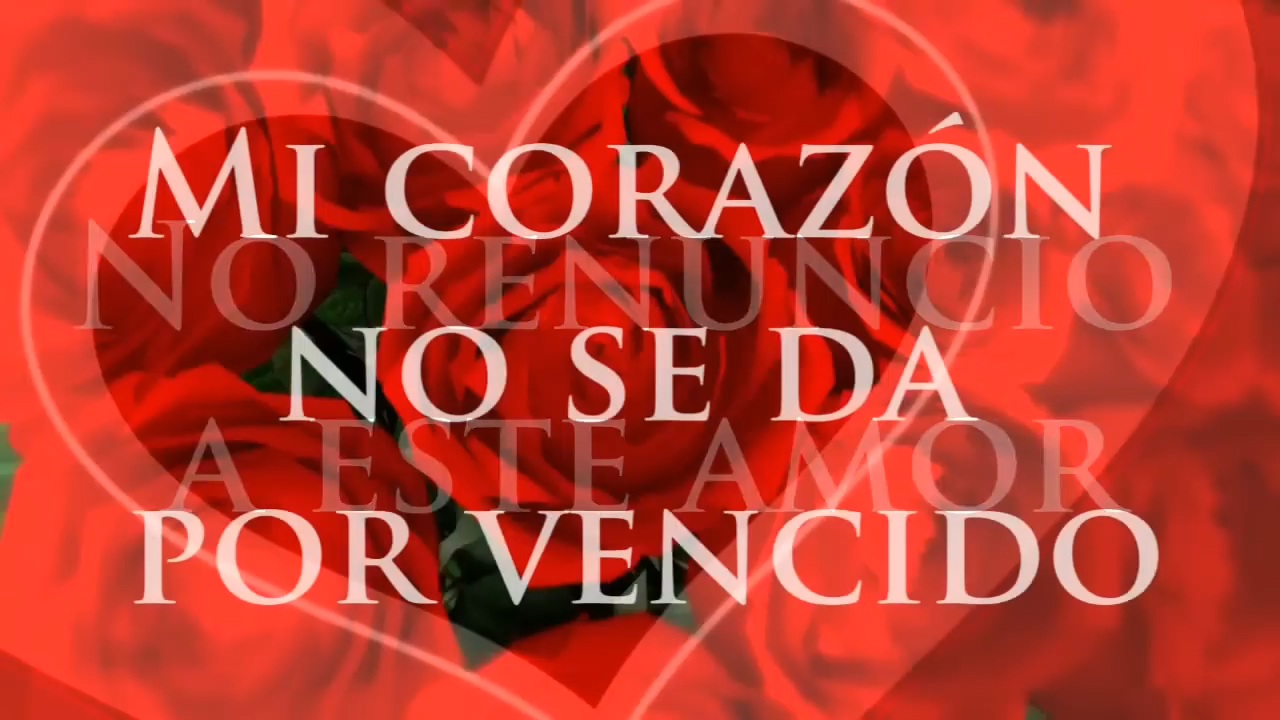 MI CORAZÓN
NO RENUNCIO
NO SE DA
A ESTE AMOR
POR VENCIDO